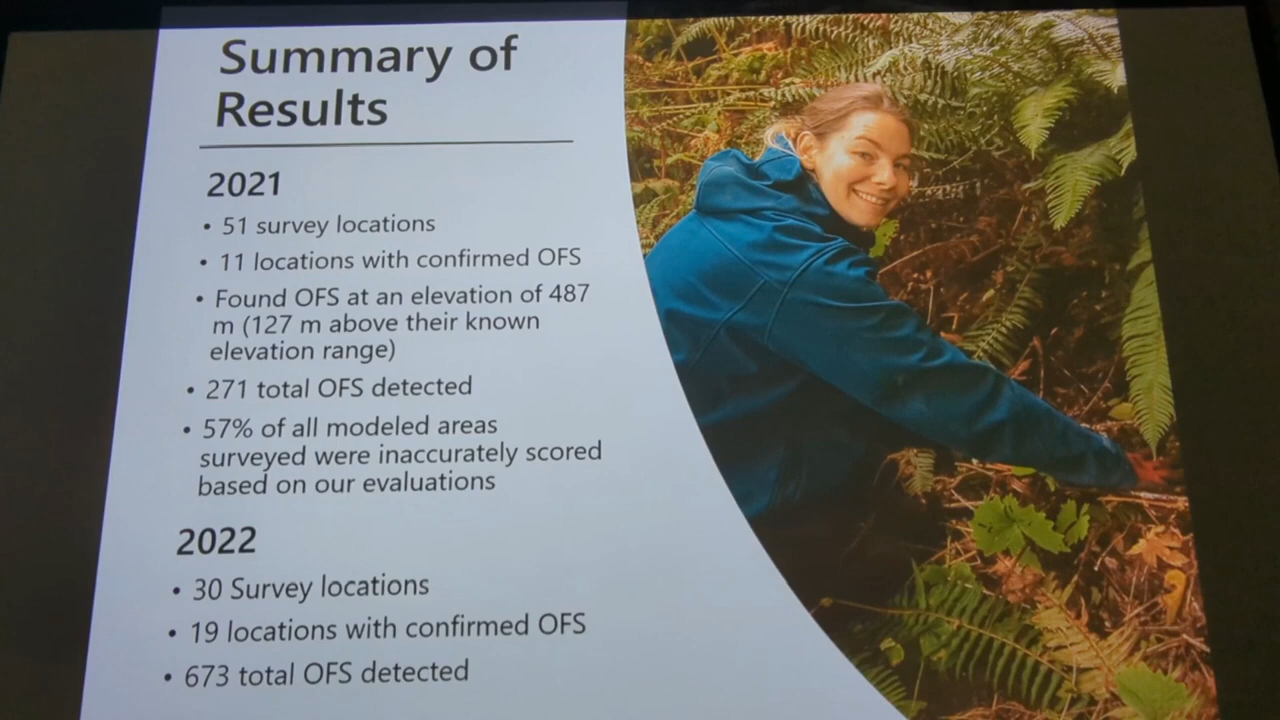 Summary of
Results
2021
• 51 survey locations
• 11 locations with confirmed OFS
• Found OFS at an elevation of 487
m (127 m above their known
elevation range)
• 271 total OFS detected
• 57% of all modeled areas
surveyed were inaccurately scored
based on our evaluations
2022
• 30 Survey locations
• 19 locations with confirmed OFS
• 673 total OFS detected